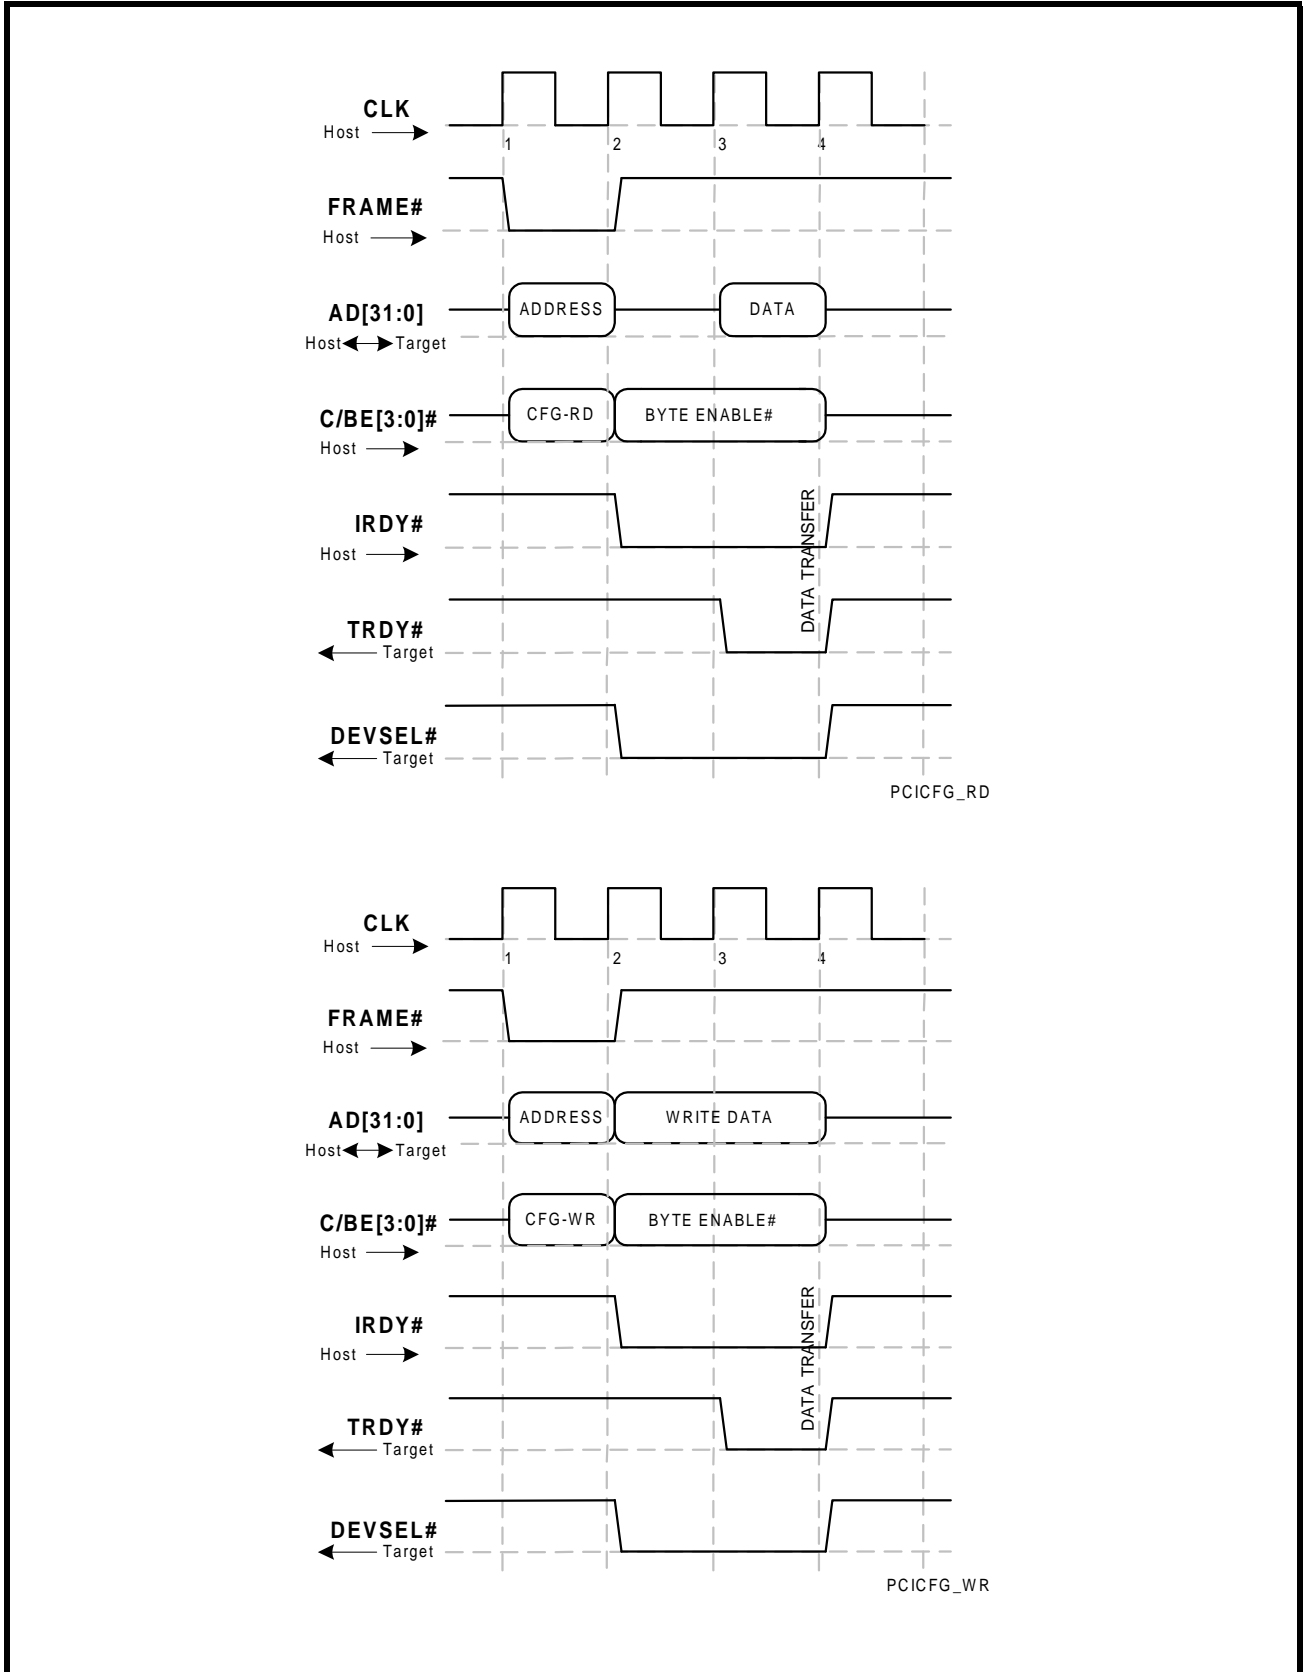 CLK
Host
1 2 3 4
FRAME#
Host
AD[31:0]
ADDRESS DATA
Host Target
C/BE[3:0]#
CFG-RD BYTE ENABLE#
Host
IRDY#
Host
DATA TRANSFER
TRDY#
Target
DEVSEL#
Target
PCICFG_RD
CLK
Host
1 2 3 4
FRAME#
Host
AD[31:0]
ADDRESS WRITE DATA
Host Target
C/BE[3:0]#
CFG-WR BYTE ENABLE#
Host
IRDY#
Host
DATA TRANSFER
TRDY#
Target
DEVSEL#
Target
PCICFG_WR